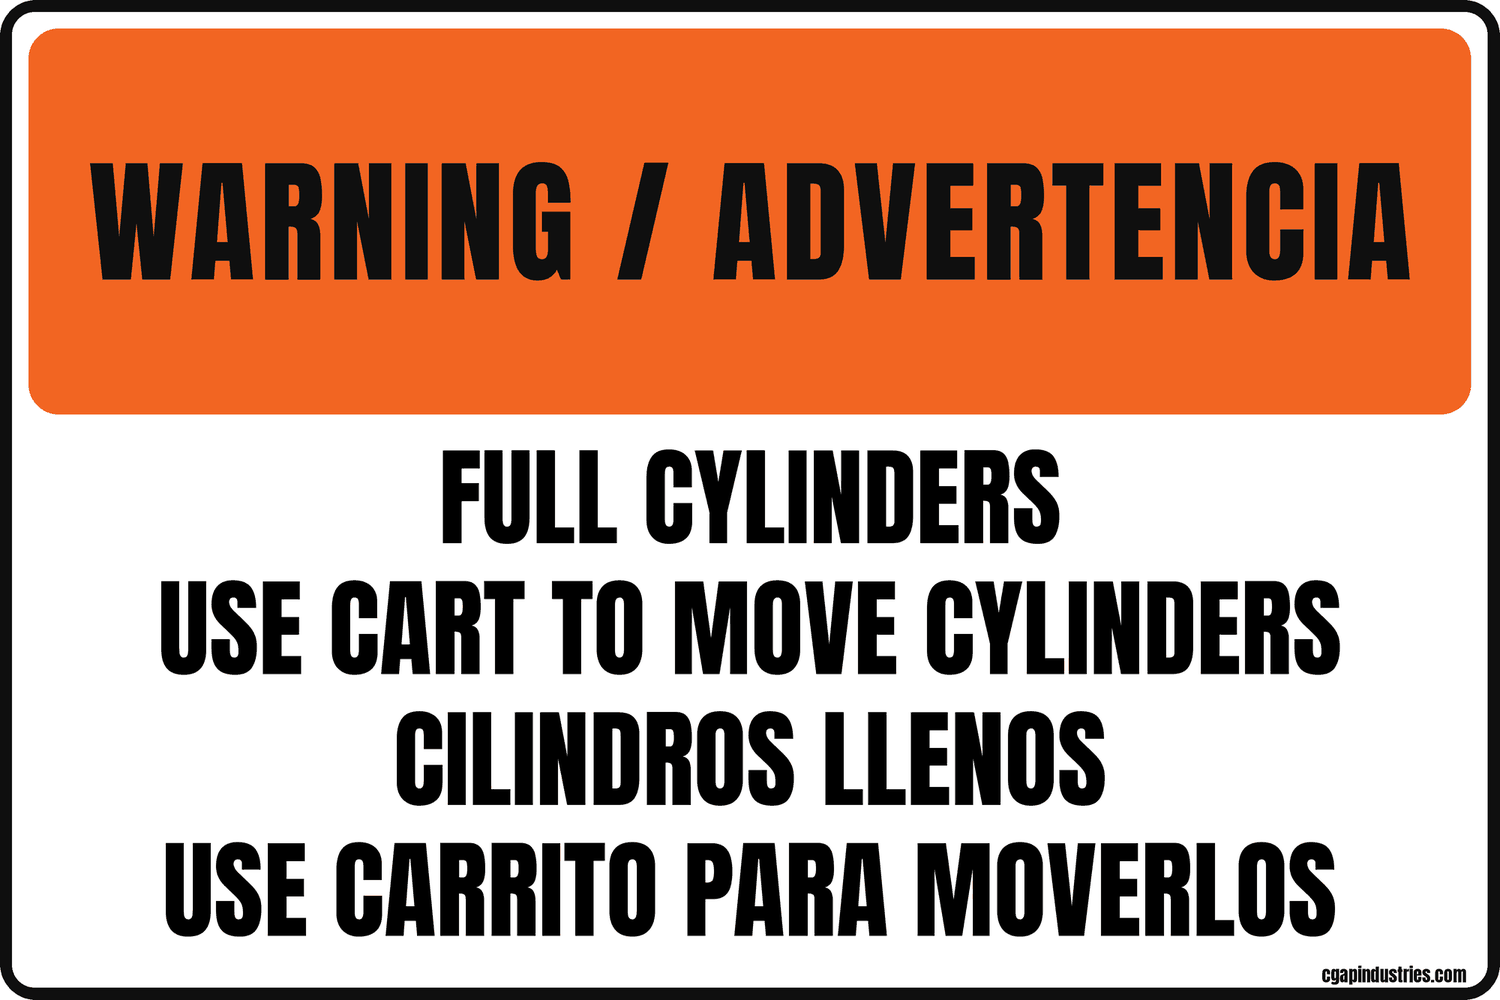 WARNING / ADVERTENCIA
FULL CYLINDERS
USE CART TO MOVE CYLINDERS
CILINDROS LLENOS
USE CARRITO PARA MOVERLOS
cgapindustries.com